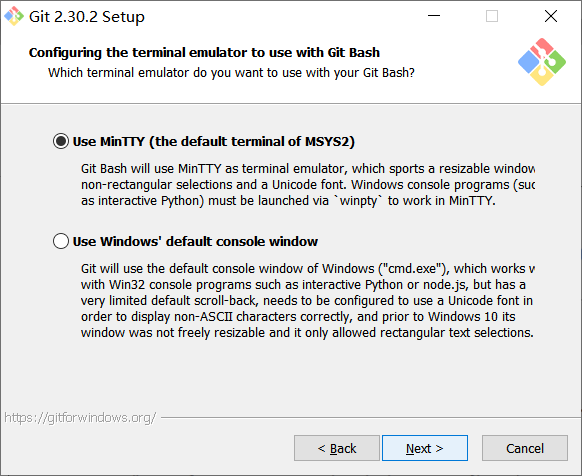 Git 2.30.2 Setup
Configuring the terminal emulator to use with Git Bash
Which terminal emulator do you want to use with your Git Bash?
Use MinTTY (the default terminal of MSYS2)
Git Bash will use MinTTY as terminal emulator, which sports a resizable window
non-rectangular selections and a Unicode font. Windows console programs (suc
as interactive Python) must be launched via `winpty` to work in MinTTY.
Use Windows' default console window
Git will use the default console window of Windows ("cmd.exe"), which works w
with Win32 console programs such as interactive Python or node.js, but has a
very limited default scroll-back, needs to be configured to use a Unicode font in
order to display non-ASCII characters correctly, and prior to Windows 10 its
window was not freely resizable and it only allowed rectangular text selections.
https://gitforwindows.org/
< Back
Next >
Cancel